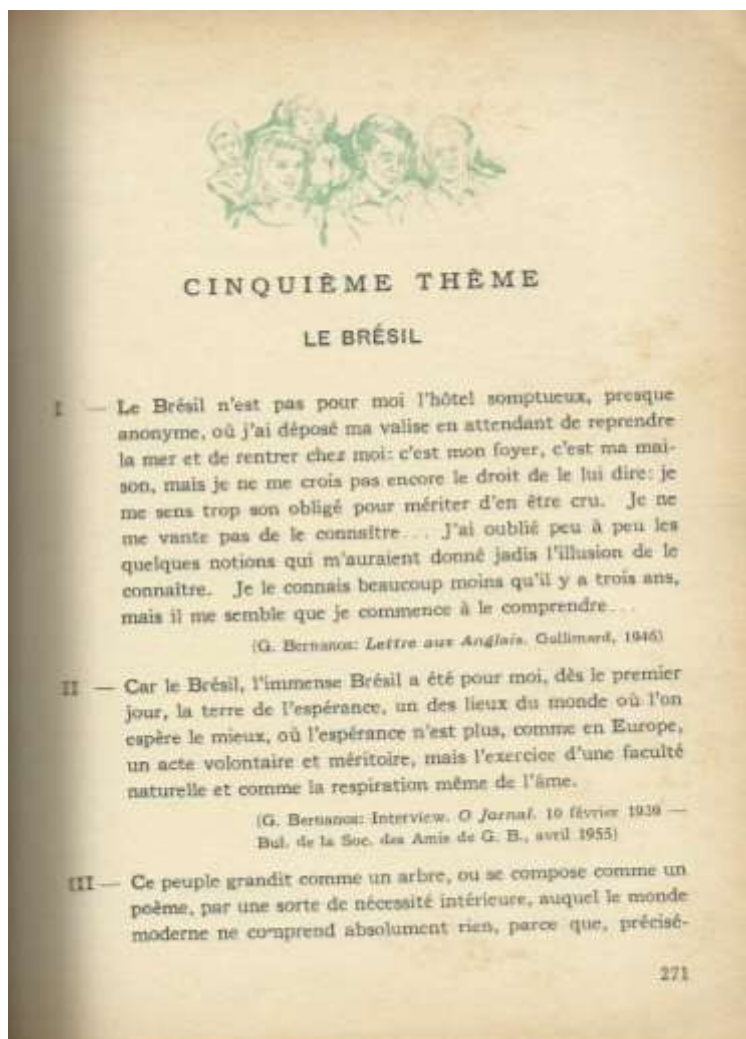 CINQUIÈME THÈME
LE BRÉSIL
I — Le Brésil n'est pas pour moi l'hôtel somptueux, presque
anonyme, où j'ai déposé ma valise en attendant de reprendre
la mer et de rentrer chez moi: c'est mon foyer, c'est ma mai-
son, mais je ne me crois pas encore le droit de le lui dire: je
me sens trop son obligé pour mériter d'en être cru. Je ne
me vante pas de le connaître... J'ai oublié peu à peu les
quelques notions qui m'auraient donné jadis l'illusion de le
connaître. Je le connais beaucoup moins qu'il y a trois ans,
mais il me semble que je commence à le comprendre...
(G. Bernanos: Lettre aux Anglais. Gallimard, 1946)
II — Car le Brésil, l'immense Brésil a été pour moi, dès le premier
jour, la terre de l'espérance, un des lieux du monde où l'on
espère le mieux, où l'espérance n'est plus, comme en Europe,
un acte volontaire et méritoire, mais l'exercice d'une faculté
naturelle et comme la respiration même de l'âme.
(G. Bernanos: Interview. O Jornal. 10 février 1939 —
Bul. de la Soc. des Amis de G. B., avril 1955)
III — Ce peuple grandit comme un arbre, ou se compose comme un
poème, par une sorte de nécessité intérieure, auquel le monde
moderne ne comprend absolument rien, parce que, précisé-
271